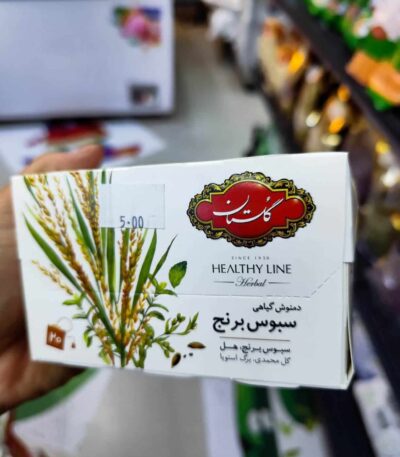 5.00
گلستان
SINCE 1930
HEALTHY LINE
Herbal
دمنوش گیاهی
سبوس برنج
سبوس برنج، هل
گل محمدی، برگ استویا
۲۰